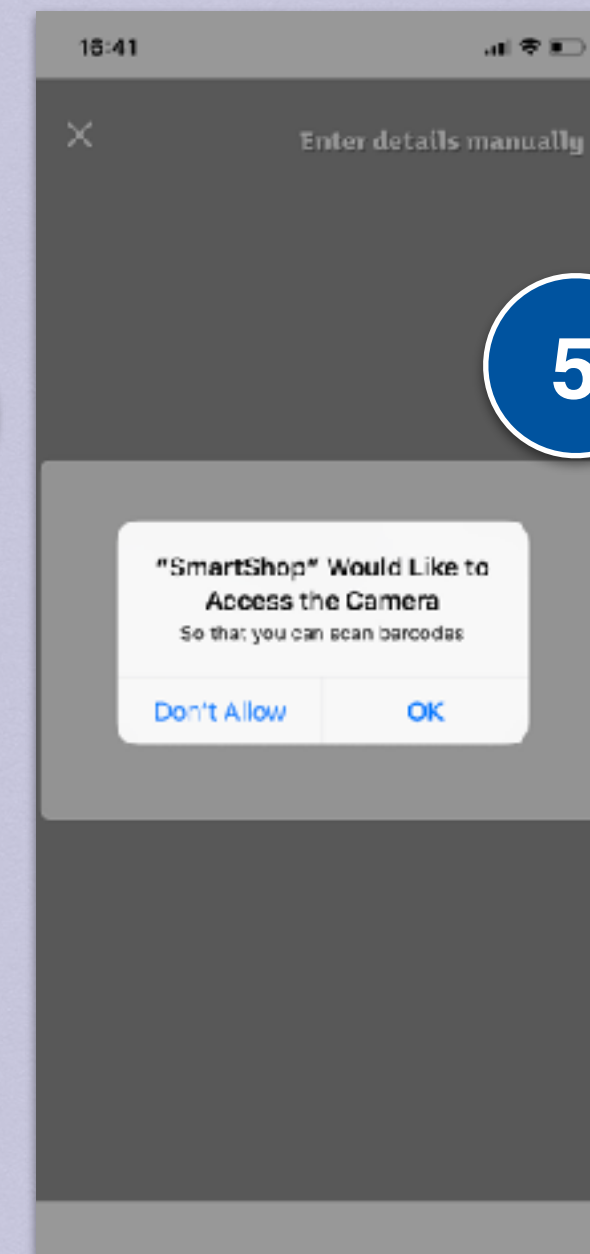 16:41
Enter details manually
5
"SmartShop" Would Like to
Access the Camera
So that you can scan barcodes
Don't Allow
OK